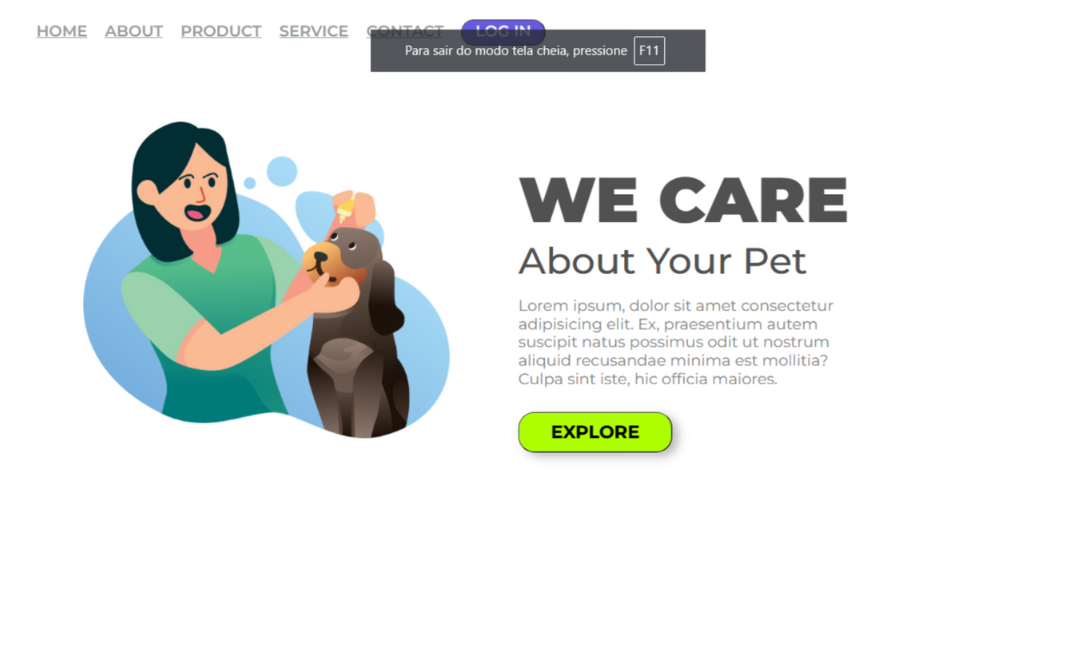 HOME ABOUT PRODUCT SERVICE CONTACT LOG IN
Para sair do modo tela cheia, pressione F11
WE CARE
About Your Pet
Lorem ipsum, dolor sit amet consectetur
adipisicing elit. Ex, praesentium autem
suscipit natus possimus odit ut nostrum
aliquid recusandae minima est mollitia?
Culpa sint iste, hic officia maiores.
EXPLORE